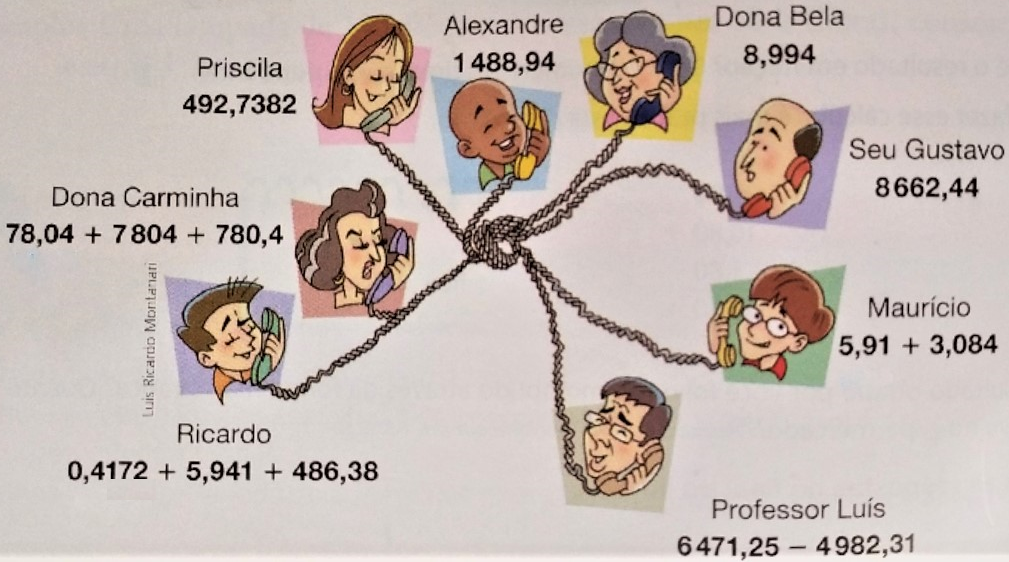 Alexandre
1 488,94
Dona Bela
8,994
Priscila
492,7382
Seu Gustavo
8 662,44
Dona Carminha
78,04 + 7 804 + 780,4
Maurício
5,91 + 3,084
Luis Ricardo Montanari
Ricardo
0,4172 + 5,941 + 486,38
Professor Luís
6 471,25 − 4 982,31